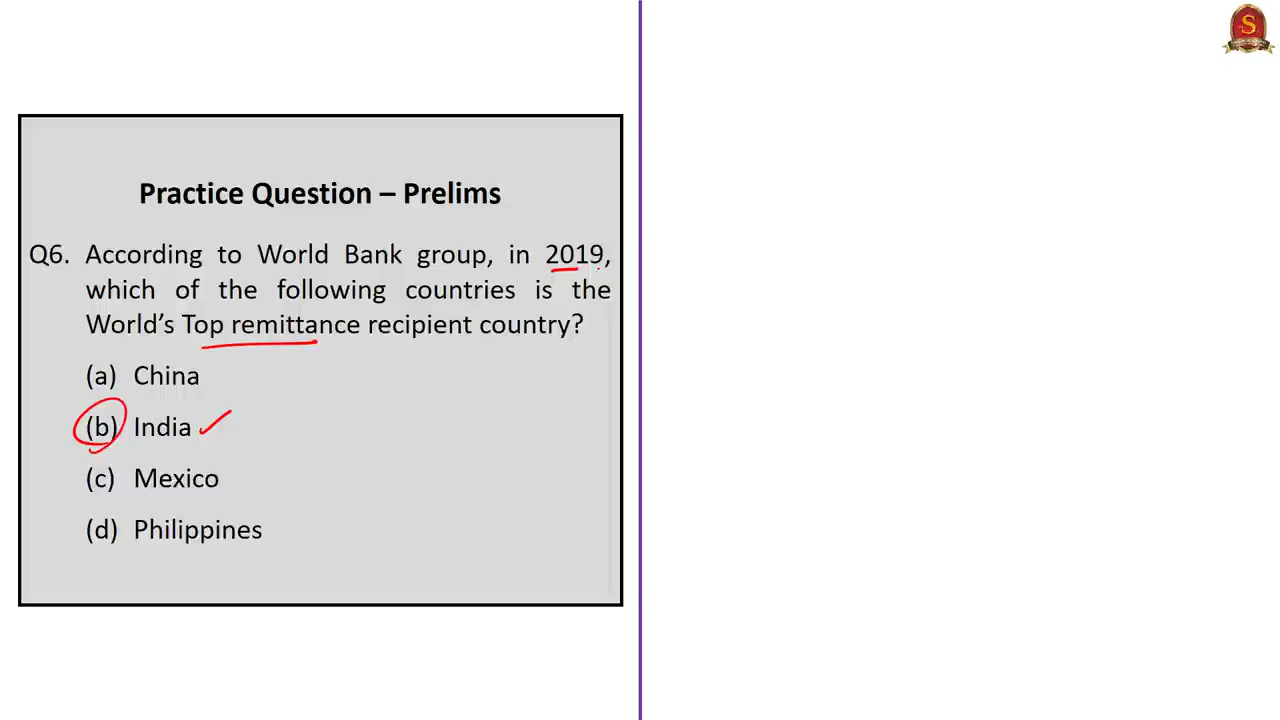 Practice Question – Prelims
Q6. According to World Bank group, in 2019,
which of the following countries is the
World's Top remittance recipient country?
(a) China
(b) India
(c) Mexico
(d) Philippines
S